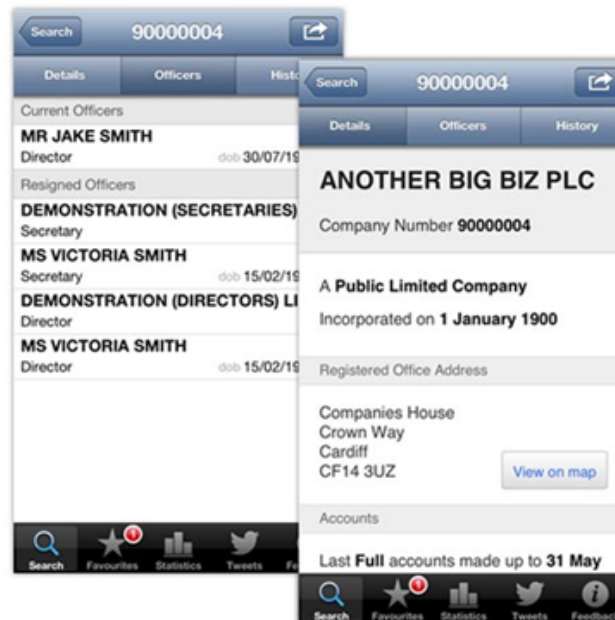 Search 90000004
Details Officers
Current Officers
MR JAKE SMITH
Director dob 30/07/19
Resigned Officers
DEMONSTRATION (SECRETARIES)
Secretary
MS VICTORIA SMITH
Secretary dob 15/02/19
DEMONSTRATION (DIRECTORS) LI
Director
MS VICTORIA SMITH
Director dob 15/02/19
1
Search Favourites Statistics Tweets
Search 90000004
Details Officers History
ANOTHER BIG BIZ PLC
Company Number 90000004
A Public Limited Company
Incorporated on 1 January 1900
Registered Office Address
Companies House
Crown Way
Cardiff
CF14 3UZ
View on map
Accounts
Last Full accounts made up to 31 May
1
Search Favourites Statistics Tweets Feedback